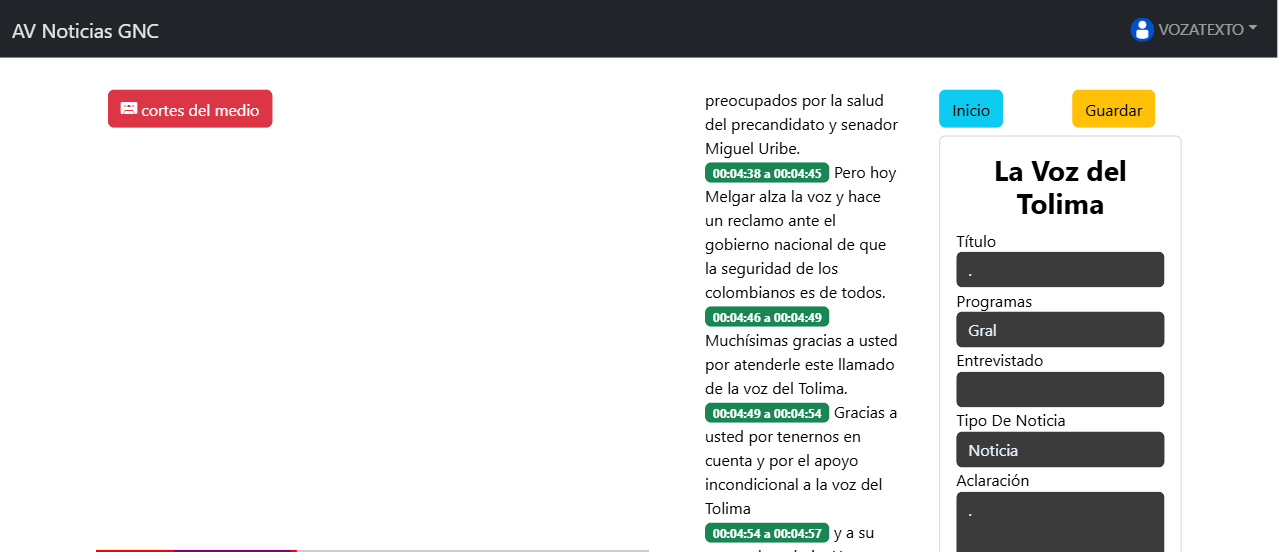 AV Noticias GNC
VOZATEXTO
cortes del medio
preocupados por la salud
del precandidato y senador
Miguel Uribe.
00:04:38 a 00:04:45 Pero hoy
Melgar alza la voz y hace
un reclamo ante el
gobierno nacional de que
la seguridad de los
colombianos es de todos.
00:04:46 a 00:04:49
Muchísimas gracias a usted
por atenderle este llamado
de la voz del Tolima.
00:04:49 a 00:04:54 Gracias a
usted por tenernos en
cuenta y por el apoyo
incondicional a la voz del
Tolima
00:04:54 a 00:04:57 y a su
Inicio
Guardar
La Voz del
Tolima
Título
.
Programas
Gral
Entrevistado
Tipo De Noticia
Noticia
Aclaración
.